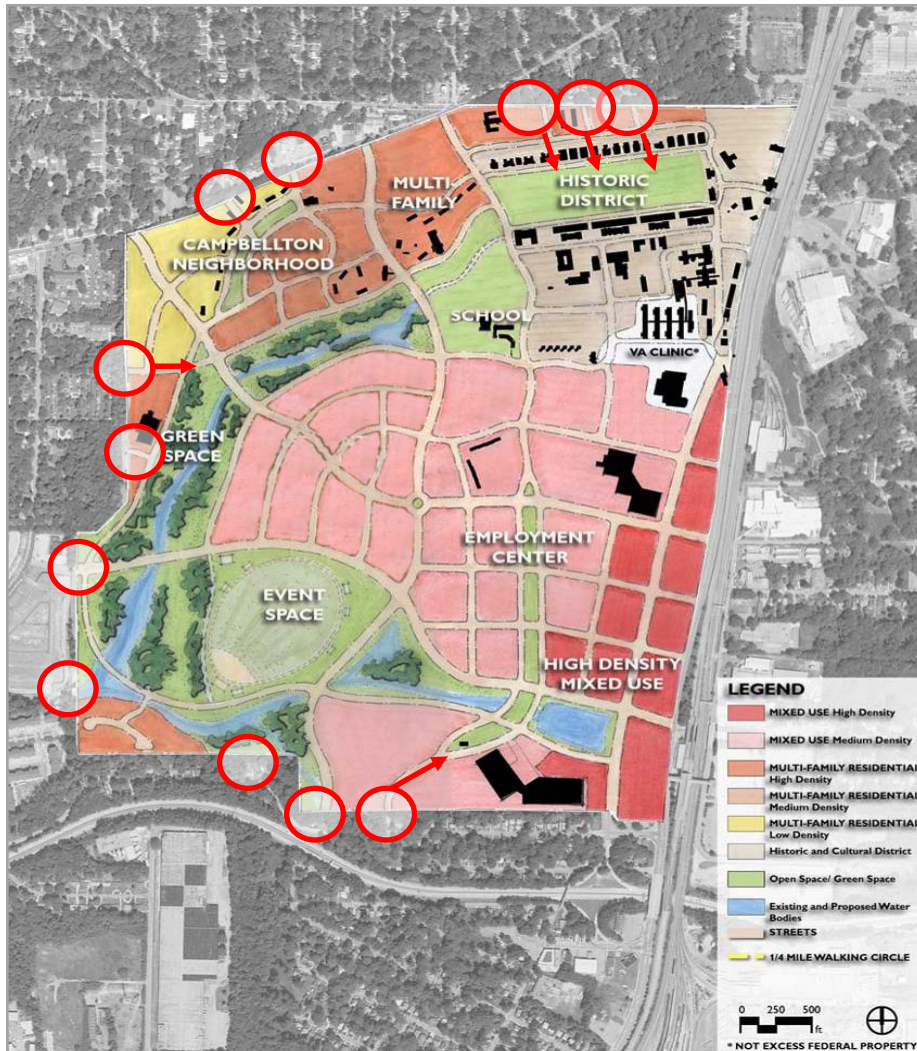 MULTI-
FAMILY
HISTORIC
DISTRICT
CAMPBELLTON
NEIGHBORHOOD
SCHOOL
VA CLINIC*
GREEN
SPACE
EMPLOYMENT
CENTER
EVENT
SPACE
HIGH DENSITY
MIXED USE
LEGEND
MIXED USE High Density
MIXED USE Medium Density
MULTI-FAMILY RESIDENTIAL
High Density
MULTI-FAMILY RESIDENTIAL
Medium Density
MULTI-FAMILY RESIDENTIAL
Low Density
Historic and Cultural District
Open Space/ Green Space
Existing and Proposed Water
Bodies
STREETS
1/4 MILE WALKING CIRCLE
0 250 500
ft
* NOT EXCESS FEDERAL PROPERTY